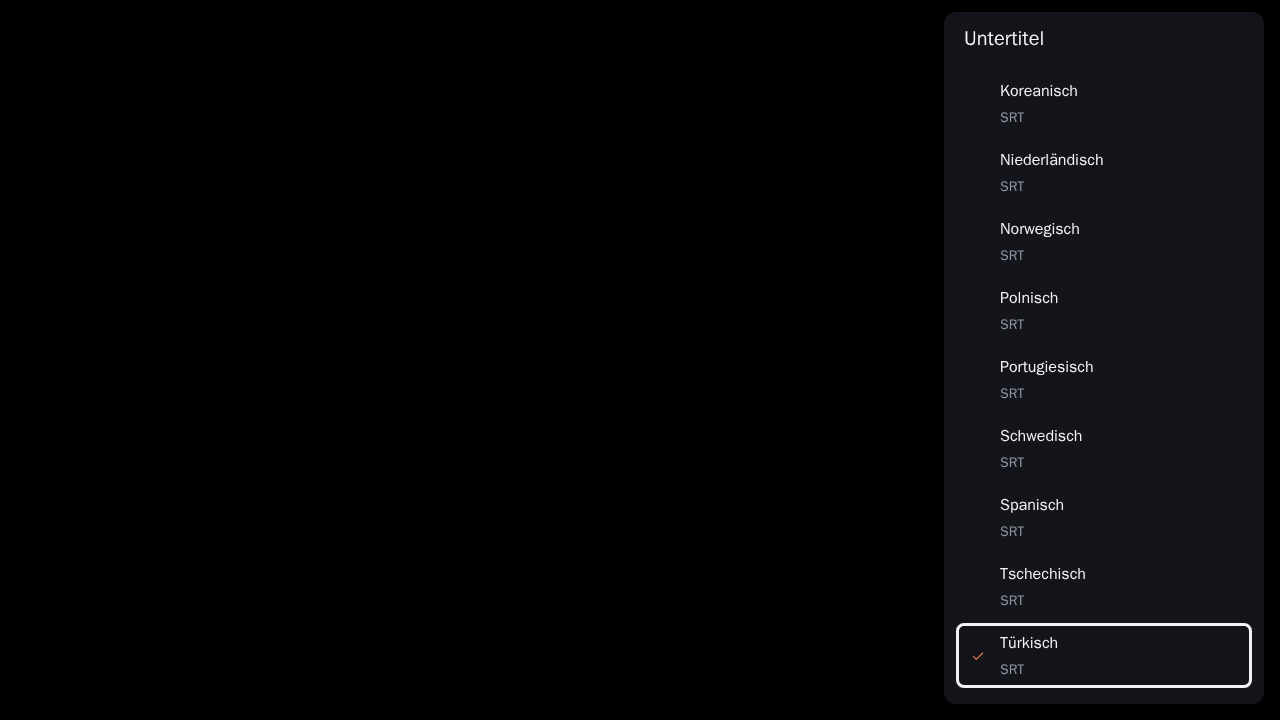 Untertitel
Koreanisch
SRT
Niederländisch
SRT
Norwegisch
SRT
Polnisch
SRT
Portugiesisch
SRT
Schwedisch
SRT
Spanisch
SRT
Tschechisch
SRT
Türkisch
SRT